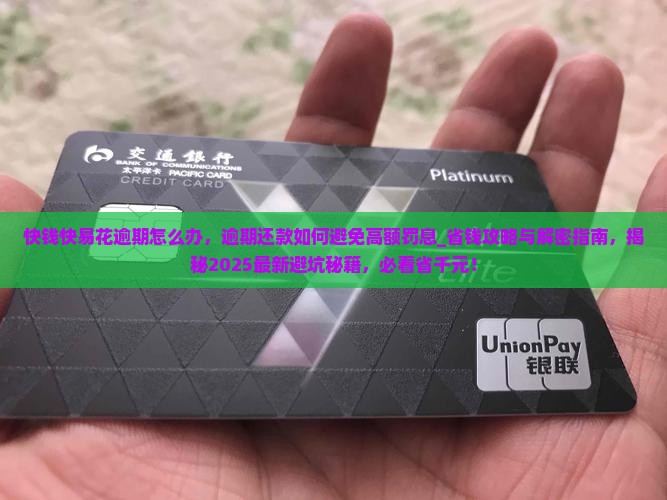 交通銀行
BANK OF COMMUNICATIONS
太平洋卡 PACIFIC CARD
CREDIT CARD
Platinum
快钱快易花逾期怎么办，逾期还款如何避免高额罚息_省钱攻略与解密指南，揭
秘2025最新避坑秘籍，必看省千元！
Elite
UnionPay
银联